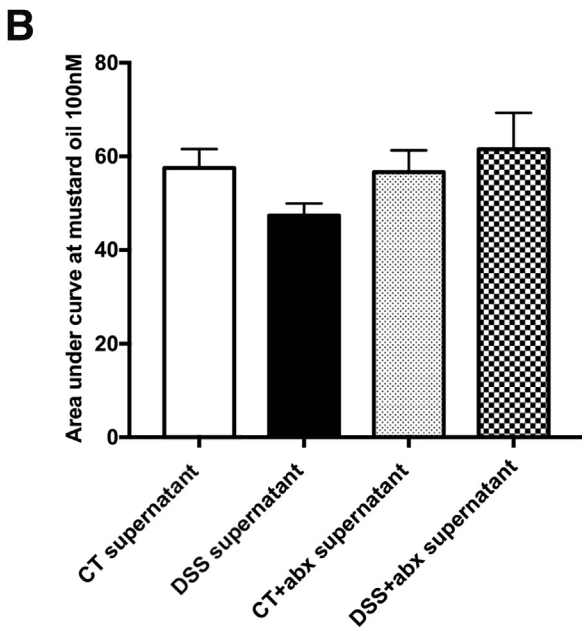 B
Area under curve at mustard oil 100nM
80
60
40
20
0
CT supernatant
DSS supernatant
CT+abx supernatant
DSS+abx supernatant